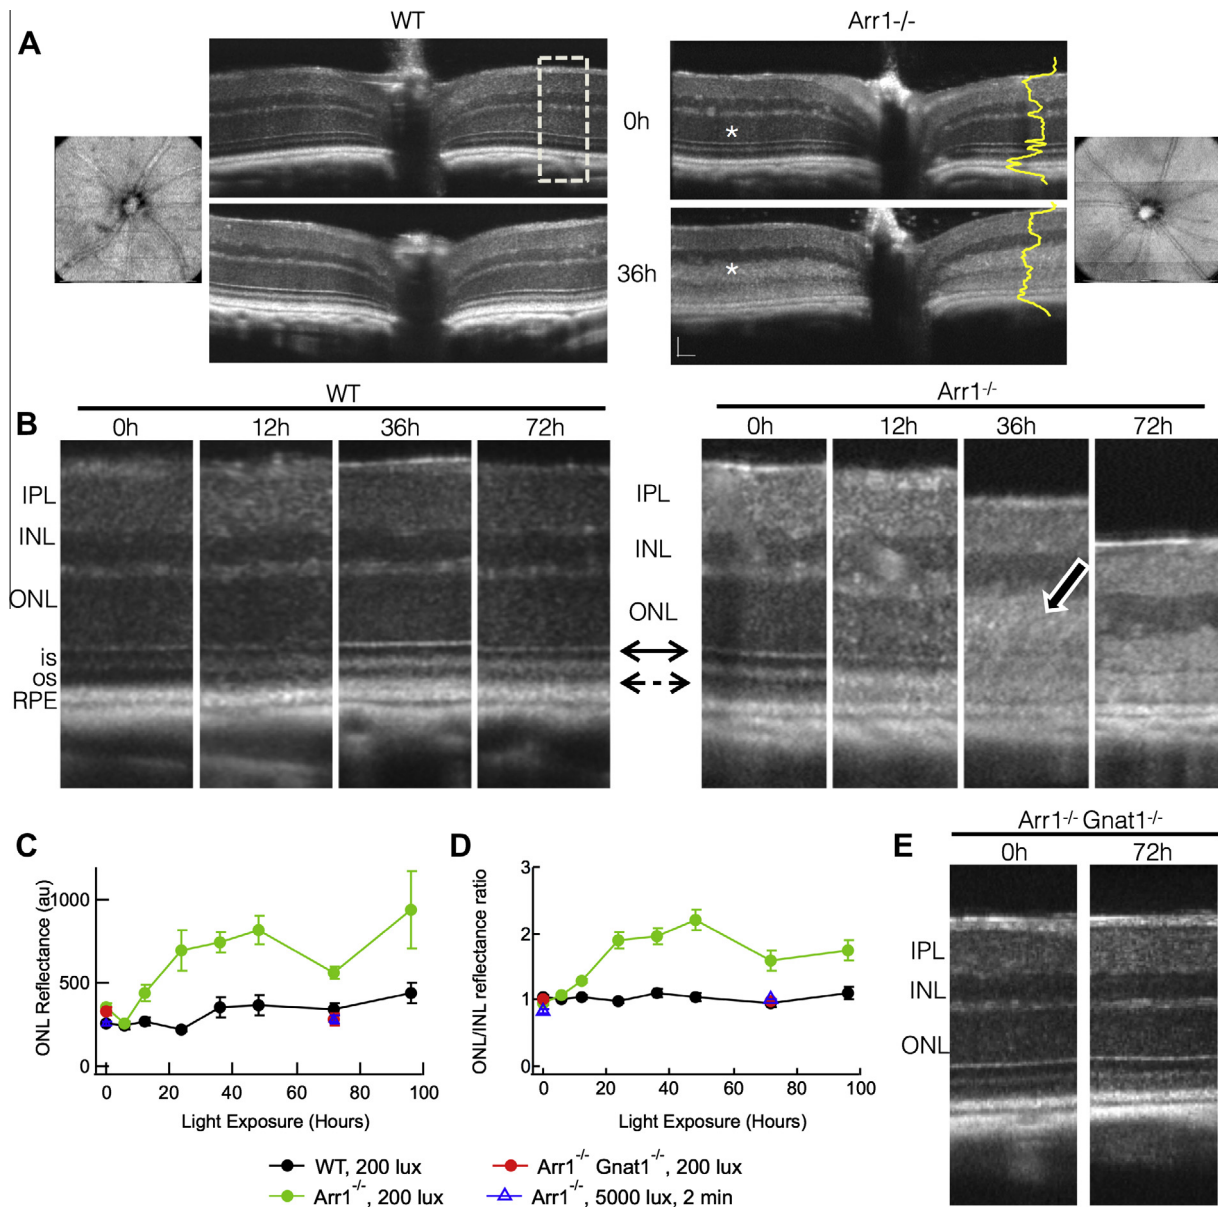 A
WT
Arr1-/-
0h
*
36h
*
B
WT
0h 12h 36h 72h
Arr1-/-
0h 12h 36h 72h
IPL
INL
ONL
is
os
RPE
IPL
INL
ONL
C
ONL Reflectance (au)
1000
500
0
0 20 40 60 80 100
Light Exposure (Hours)
D
ONL/INL reflectance ratio
3
2
1
0
0 20 40 60 80 100
Light Exposure (Hours)
WT, 200 lux
Arr1-/-, 200 lux
Arr1-/- Gnat1-/-, 200 lux
Arr1-/-, 5000 lux, 2 min
E
Arr1-/- Gnat1-/-
0h 72h
IPL
INL
ONL